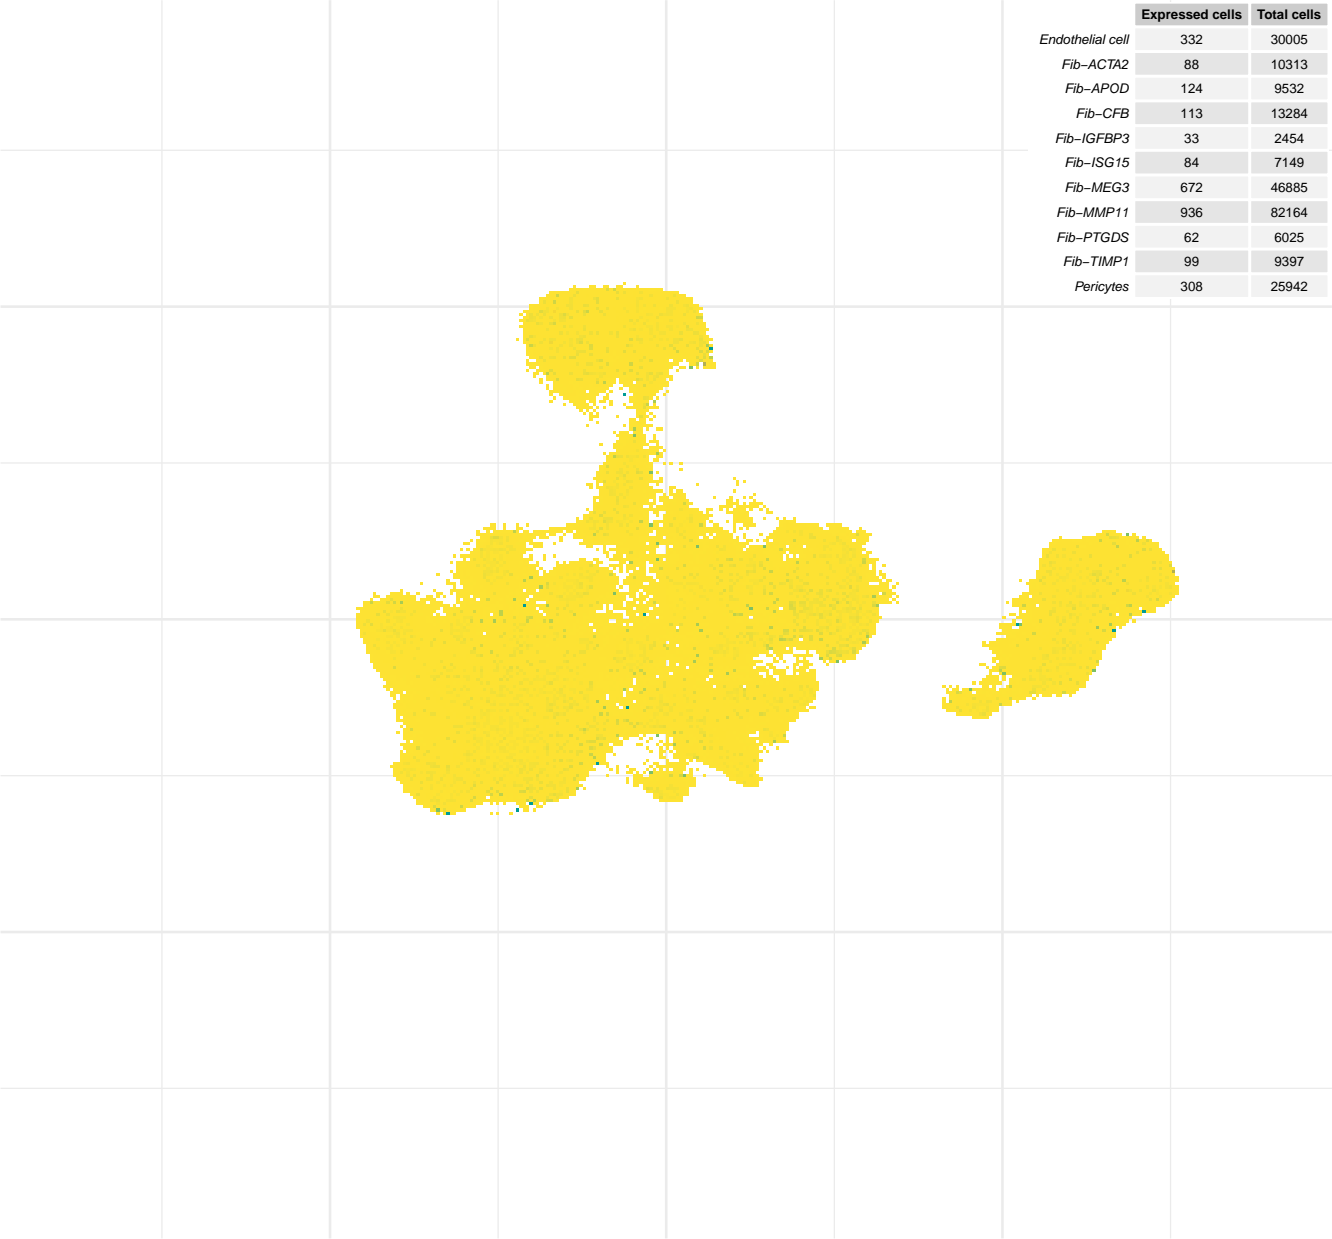 Expressed cells Total cells
Endothelial cell 332 30005
Fib−ACTA2 88 10313
Fib−APOD 124 9532
Fib−CFB 113 13284
Fib−IGFBP3 33 2454
Fib−ISG15 84 7149
Fib−MEG3 672 46885
Fib−MMP11 936 82164
Fib−PTGDS 62 6025
Fib−TIMP1 99 9397
Pericytes 308 25942